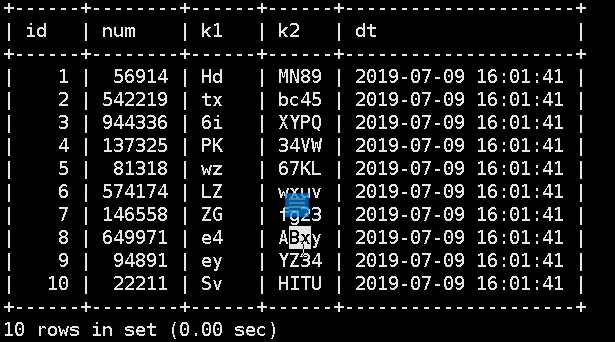 +------+--------+------+------+---------------------+
| id   | num    | k1   | k2   | dt                  |
+------+--------+------+------+---------------------+
|    1 |  56914 | Hd   | MN89 | 2019-07-09 16:01:41 |
|    2 | 542219 | tx   | bc45 | 2019-07-09 16:01:41 |
|    3 | 944336 | 6i   | XYPQ | 2019-07-09 16:01:41 |
|    4 | 137325 | PK   | 34VW | 2019-07-09 16:01:41 |
|    5 |  81318 | wz   | 67KL | 2019-07-09 16:01:41 |
|    6 | 574174 | LZ   | wxuv | 2019-07-09 16:01:41 |
|    7 | 146558 | ZG   | fg23 | 2019-07-09 16:01:41 |
|    8 | 649971 | e4   | ABxy | 2019-07-09 16:01:41 |
|    9 |  94891 | ey   | YZ34 | 2019-07-09 16:01:41 |
|   10 |  22211 | Sv   | HITU | 2019-07-09 16:01:41 |
+------+--------+------+------+---------------------+
10 rows in set (0.00 sec)